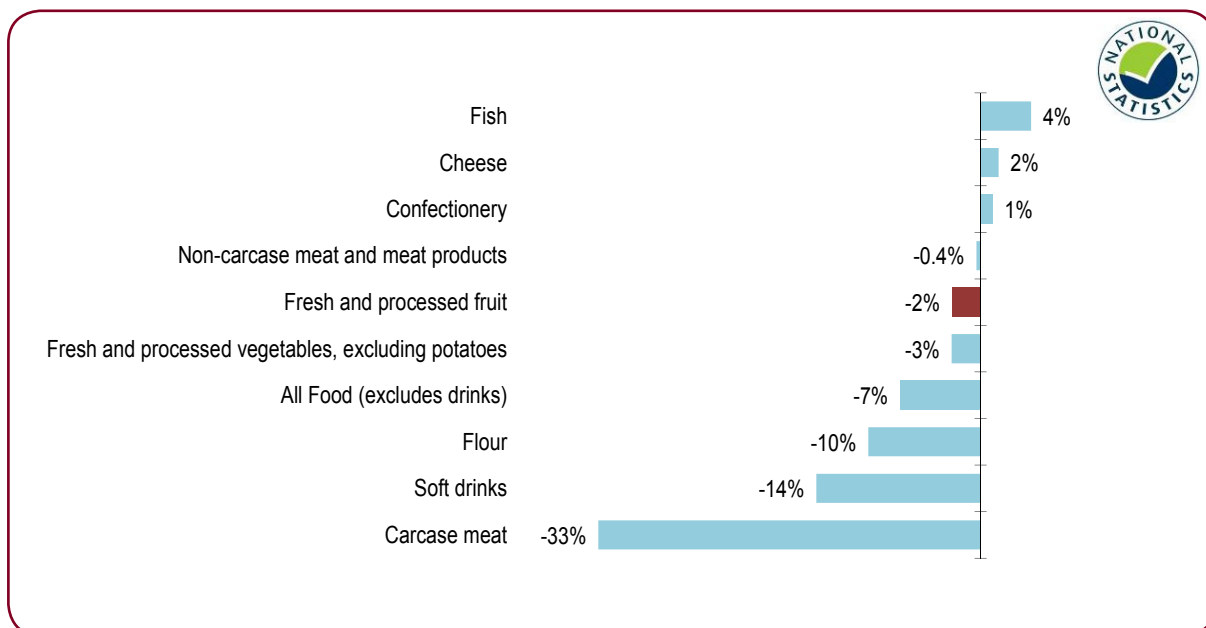 NATIONAL
STATISTICS
Fish 4%
Cheese 2%
Confectionery 1%
Non-carcase meat and meat products -0.4%
Fresh and processed fruit -2%
Fresh and processed vegetables, excluding potatoes -3%
All Food (excludes drinks) -7%
Flour -10%
Soft drinks -14%
Carcase meat -33%